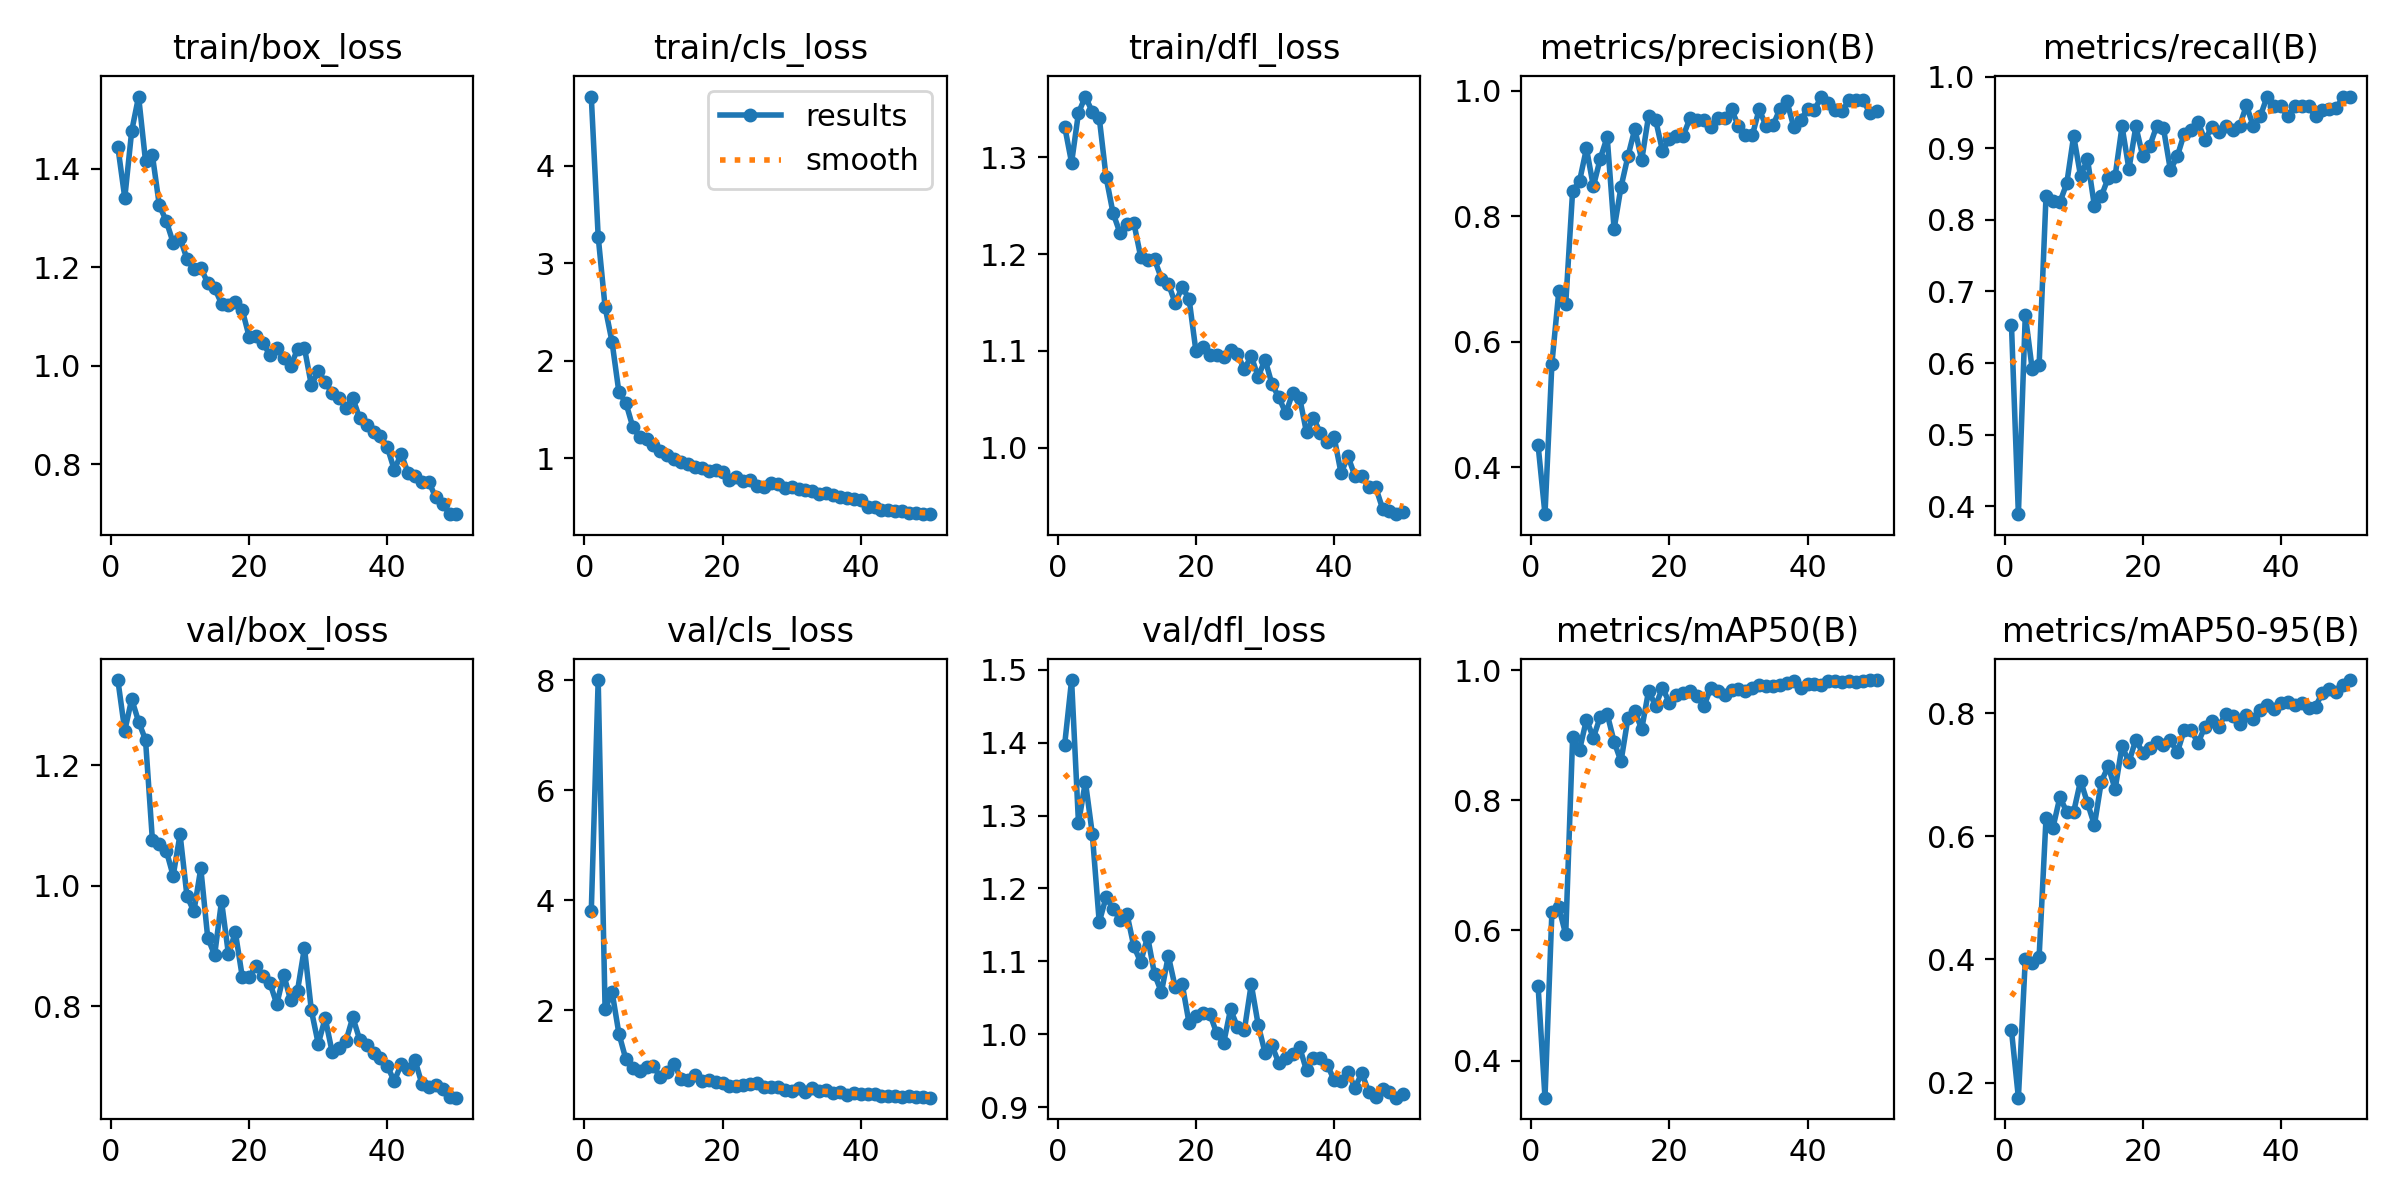 train/box_loss
1.4
1.2
1.0
0.8
0 20 40
train/cls_loss
results
smooth
4
3
2
1
0 20 40
train/dfl_loss
1.3
1.2
1.1
1.0
0 20 40
metrics/precision(B)
1.0
0.8
0.6
0.4
0 20 40
metrics/recall(B)
1.0
0.9
0.8
0.7
0.6
0.5
0.4
0 20 40
val/box_loss
1.2
1.0
0.8
0 20 40
val/cls_loss
8
6
4
2
0 20 40
val/dfl_loss
1.5
1.4
1.3
1.2
1.1
1.0
0.9
0 20 40
metrics/mAP50(B)
1.0
0.8
0.6
0.4
0 20 40
metrics/mAP50-95(B)
0.8
0.6
0.4
0.2
0 20 40